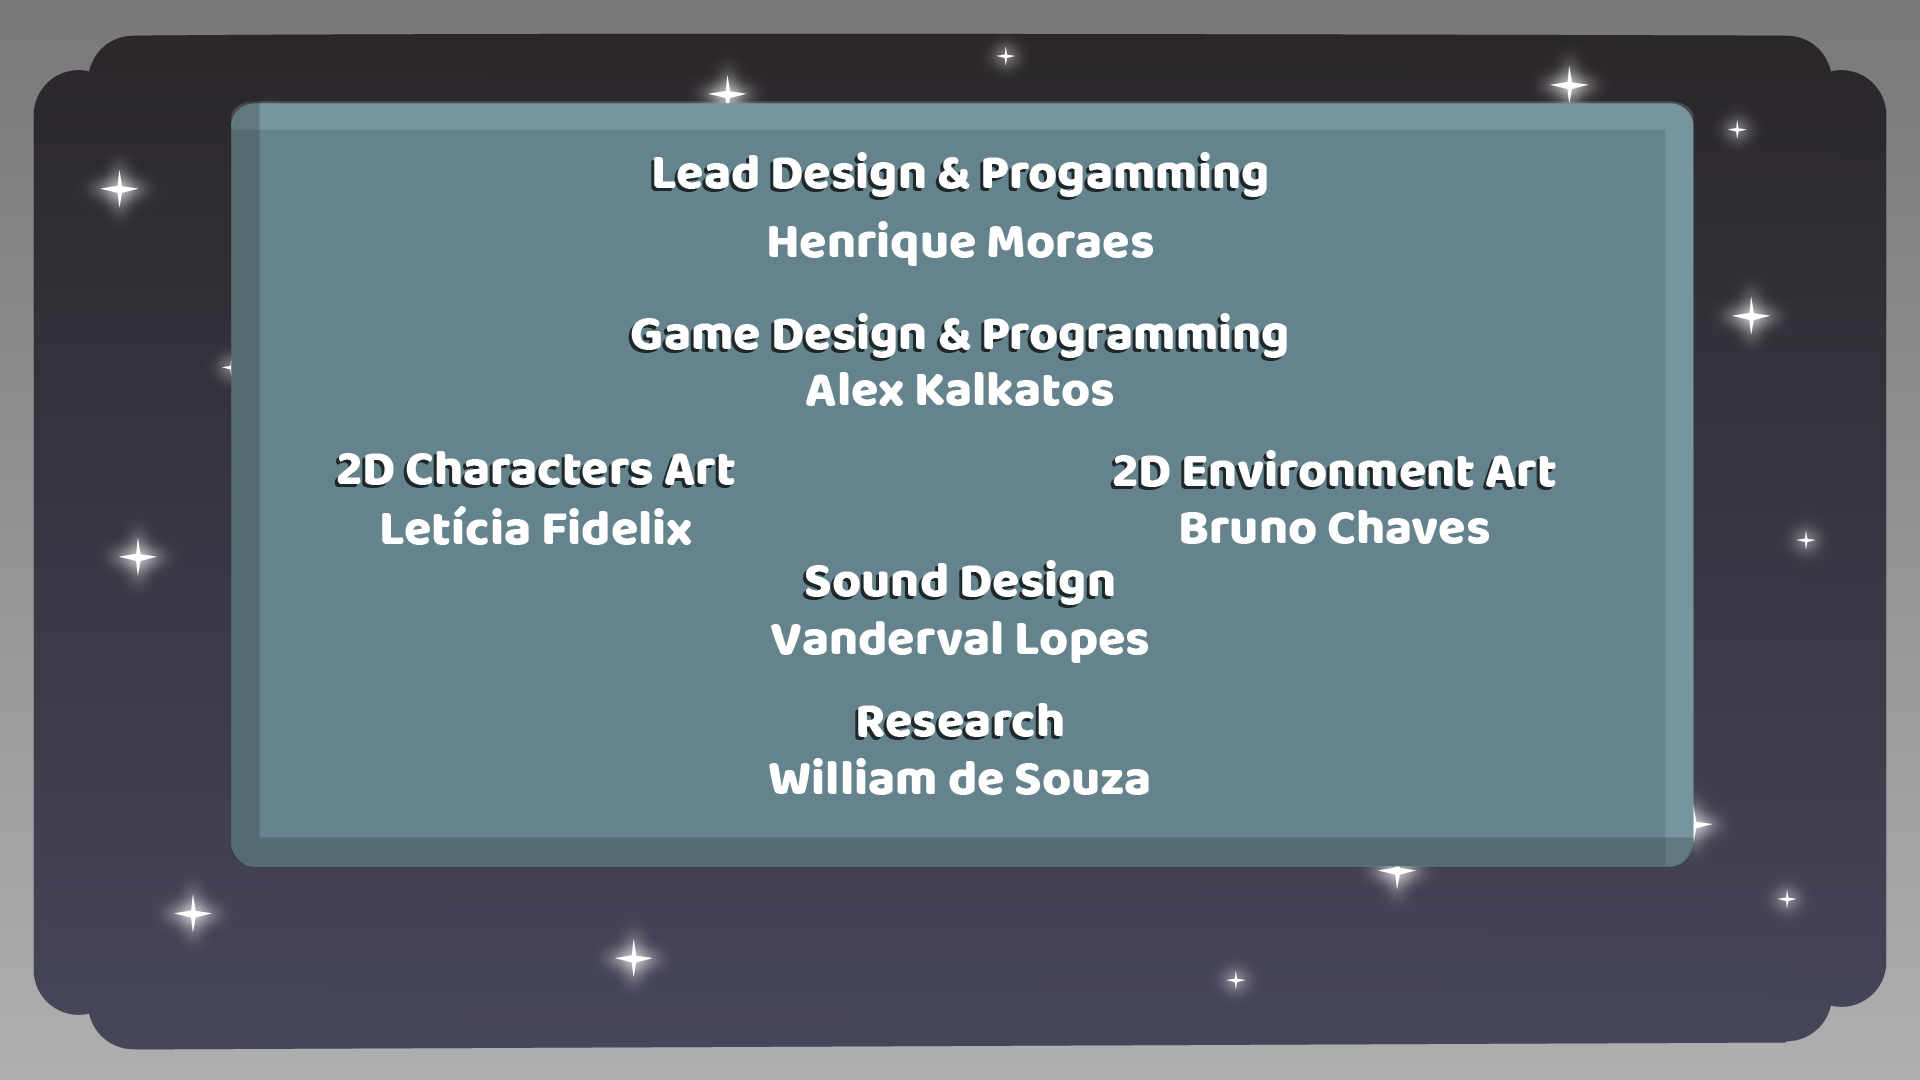 Lead Design & Progamming
Henrique Moraes
Game Design & Programming
Alex Kalkatos
2D Characters Art
Letícia Fidelix
2D Environment Art
Bruno Chaves
Sound Design
Vanderval Lopes
Research
William de Souza